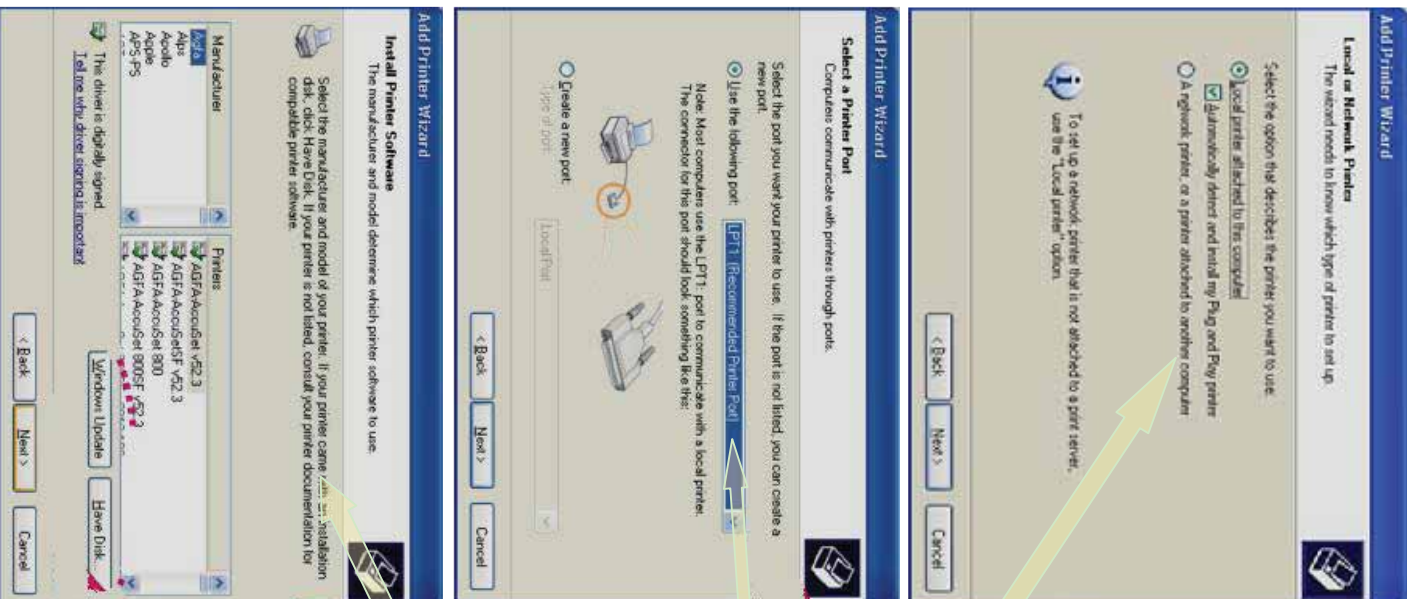 Add Printer Wizard
Local or Network Printer
The wizard needs to know which type of printer to set up.
Select the option that describes the printer you want to use:
Local printer attached to this computer
Automatically detect and install my Plug and Play printer
A network printer, or a printer attached to another computer
To set up a network printer that is not attached to a print server,
use the "Local printer" option.
< Back Next > Cancel
Add Printer Wizard
Select a Printer Port
Computers communicate with printers through ports.
Select the port you want your printer to use. If the port is not listed, you can create a
new port.
Use the following port: LPT1: (Recommended Printer Port)
Note: Most computers use the LPT1: port to communicate with a local printer.
The connector for this port should look something like this:
Create a new port:
Type of port: Local Port
< Back Next > Cancel
Add Printer Wizard
Install Printer Software
The manufacturer and model determine which printer software to use.
Select the manufacturer and model of your printer. If your printer came with an installation
disk, click Have Disk. If your printer is not listed, consult your printer documentation for
compatible printer software.
Manufacturer Printers
Agfa AGFA-AccuSet v52.3
Alps AGFA-AccuSetSF v52.3
Apollo AGFA-AccuSet 800
Apple AGFA-AccuSet 800SF v52.3
APS-PS
This driver is digitally signed. Windows Update Have Disk...
Tell me why driver signing is important
< Back Next > Cancel